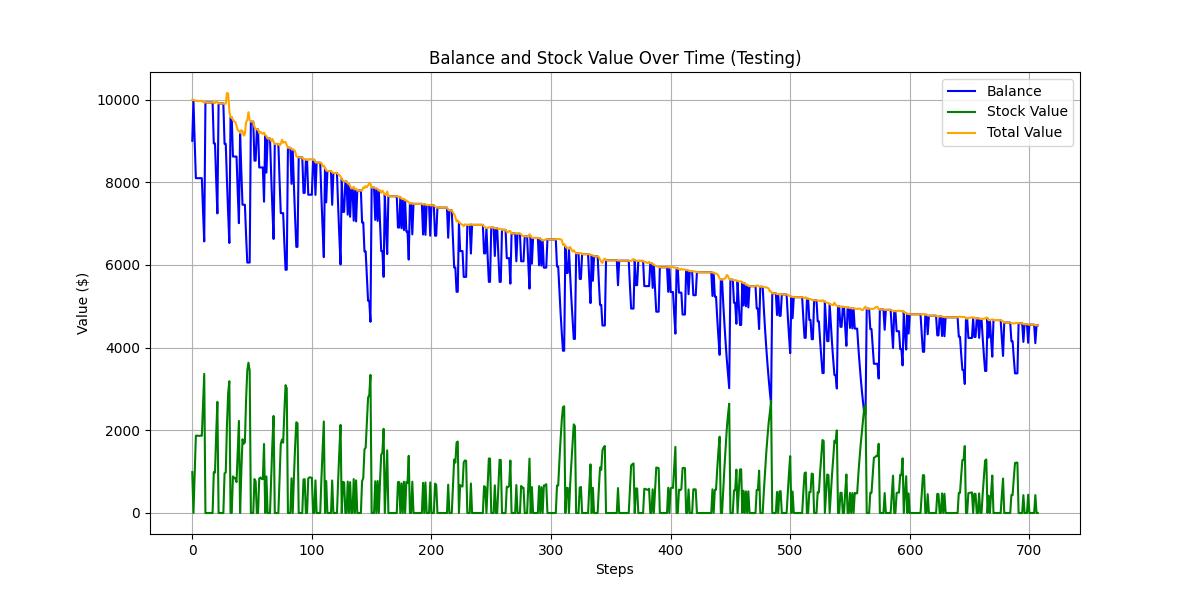 Balance and Stock Value Over Time (Testing)
Balance
Stock Value
Total Value
Value ($)
10000
8000
6000
4000
2000
0
0 100 200 300 400 500 600 700
Steps